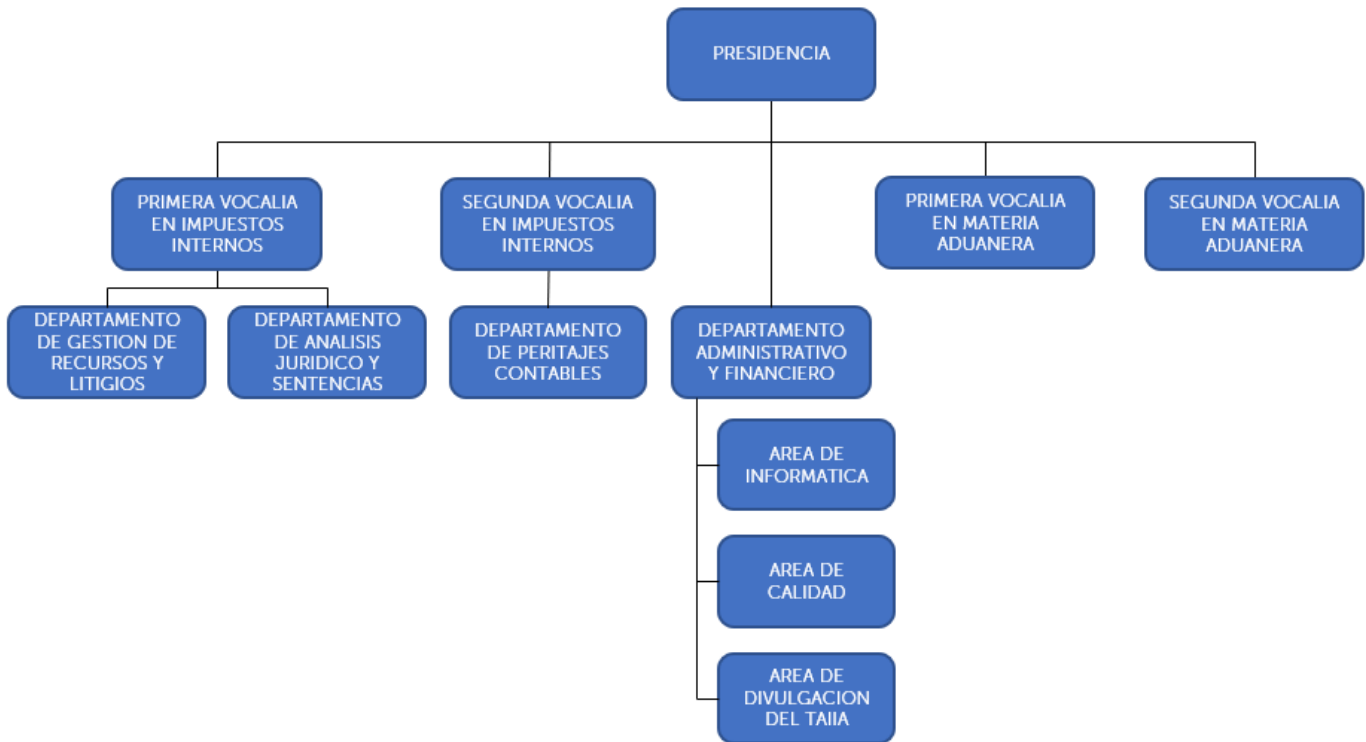 PRESIDENCIA
PRIMERA VOCALIA
EN IMPUESTOS
INTERNOS
SEGUNDA VOCALIA
EN IMPUESTOS
INTERNOS
PRIMERA VOCALIA
EN MATERIA
ADUANERA
SEGUNDA VOCALIA
EN MATERIA
ADUANERA
DEPARTAMENTO
DE GESTION DE
RECURSOS Y
LITIGIOS
DEPARTAMENTO
DE ANALISIS
JURIDICO Y
SENTENCIAS
DEPARTAMENTO
DE PERITAJES
CONTABLES
DEPARTAMENTO
ADMINISTRATIVO
Y FINANCIERO
AREA DE
INFORMATICA
AREA DE
CALIDAD
AREA DE
DIVULGACION
DEL TAIIA